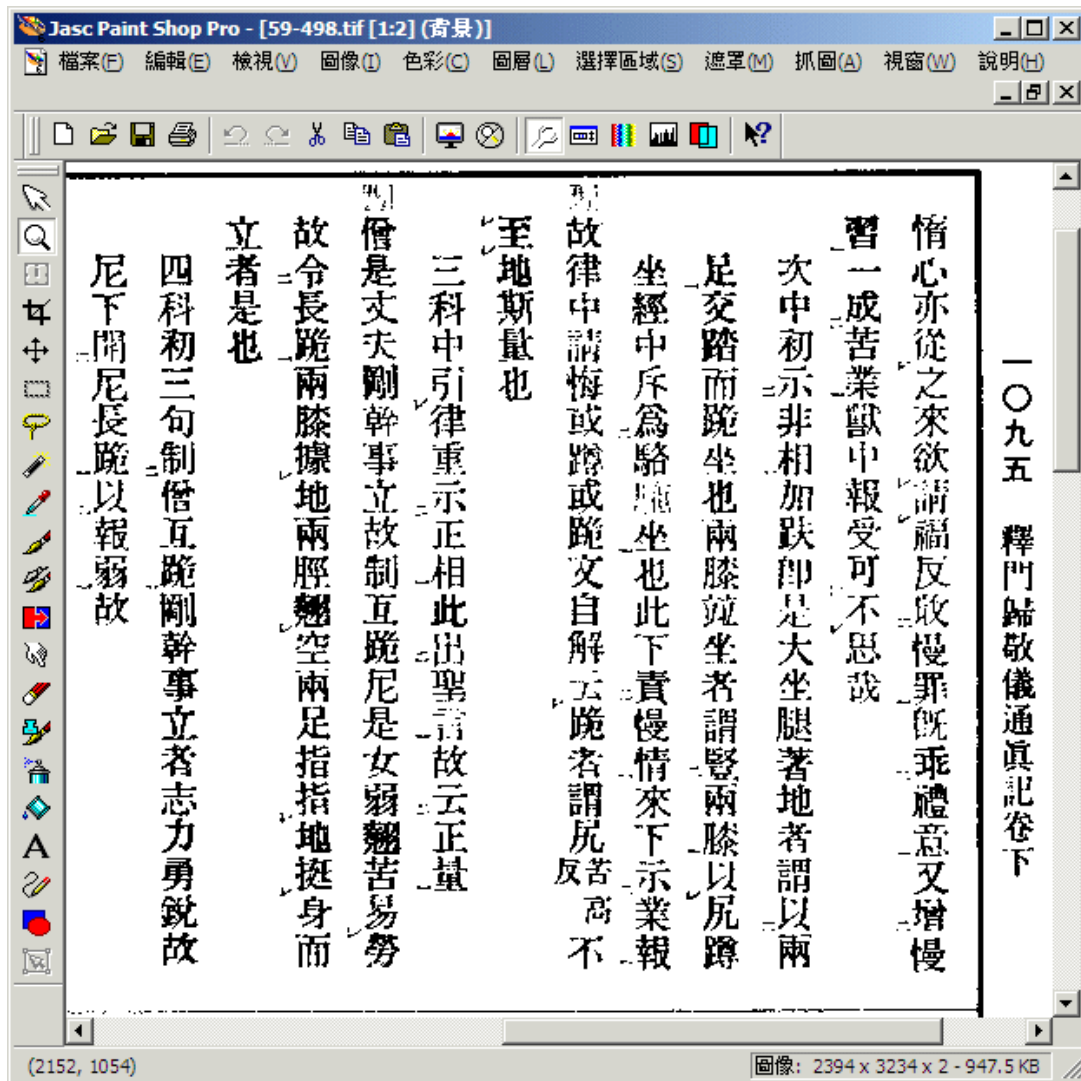 Jasc Paint Shop Pro - [59-498.tif [1:2] (背景)]
檔案(F) 編輯(E) 檢視(V) 圖像(I) 色彩(C) 圖層(L) 選擇區域(S) 遮罩(M) 抓圖(A) 視窗(W) 說明(H)
一〇九五 釋門歸敬儀通眞記卷下
惰心亦從之來欲請福反致慢罪旣乖禮意又增慢
習一成苦業獸中報受可不思哉
次中初示非相加趺卽是大坐腿著地者謂以兩
足交踏而跪坐也兩膝竝坐者謂竪兩膝以尻蹲
坐經中斥爲駱駞坐也此下責慢情來下示業報
故律中請悔或蹲或跪文自解云跪者謂尻苦高反不
至地斯量也
三科中引律重示正相此出聖言故云正量
僧是丈夫剛幹事立故制互跪尼是女弱翹苦易勞
故令長跪兩膝據地兩脛翹空兩足指指地挺身而
立者是也
四科初三句制僧互跪剛幹事立者志力勇銳故
尼下開尼長跪以報弱故
(2152, 1054)
圖像: 2394 x 3234 x 2 - 947.5 KB